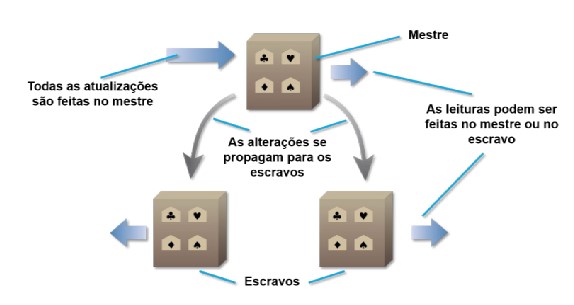 Mestre
Todas as atualizações
são feitas no mestre
As leituras podem ser
feitas no mestre ou no
escravo
As alterações se
propagam para os
escravos
Escravos